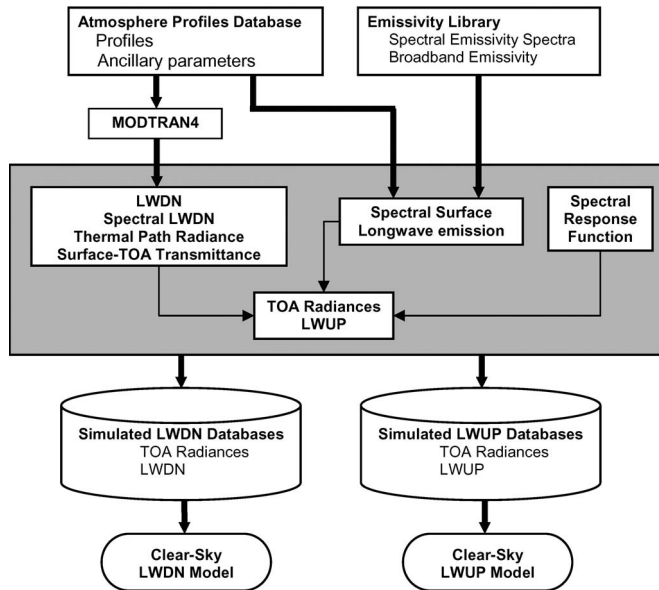 Atmosphere Profiles Database
Profiles
Ancillary parameters
Emissivity Library
Spectral Emissivity Spectra
Broadband Emissivity
MODTRAN4
LWDN
Spectral LWDN
Thermal Path Radiance
Surface-TOA Transmittance
Spectral Surface
Longwave emission
Spectral
Response
Function
TOA Radiances
LWUP
Simulated LWDN Databases
TOA Radiances
LWDN
Simulated LWUP Databases
TOA Radiances
LWUP
Clear-Sky
LWDN Model
Clear-Sky
LWUP Model